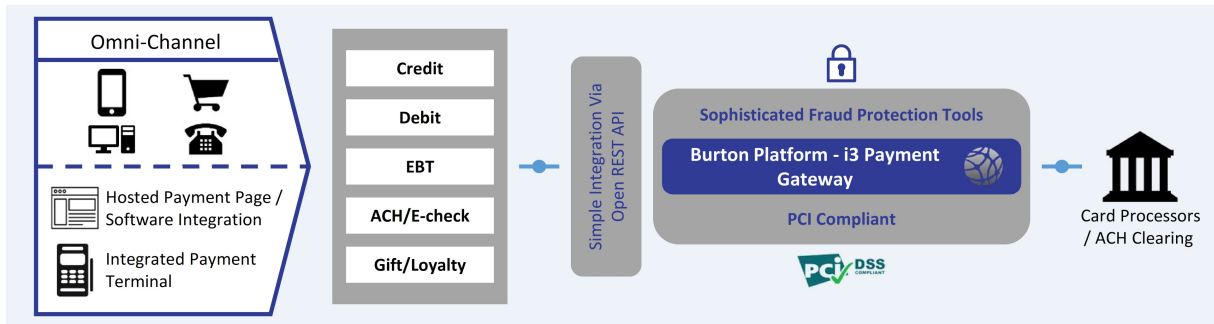 Omni-Channel
Hosted Payment Page /
Software Integration
Integrated Payment
Terminal
Credit
Debit
EBT
ACH/E-check
Gift/Loyalty
Simple Integration Via
Open REST API
Sophisticated Fraud Protection Tools
Burton Platform - i3 Payment
Gateway
PCI Compliant
PCI DSS
COMPLIANT
Card Processors
/ ACH Clearing